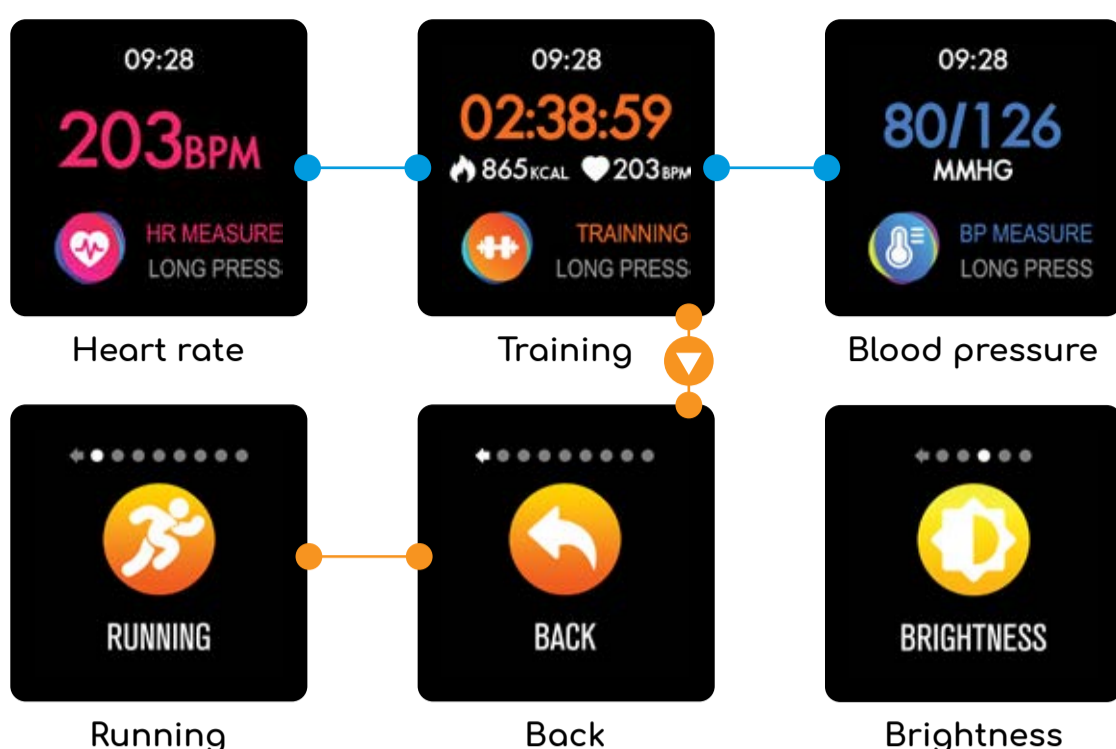 09:28
203BPM
HR MEASURE
LONG PRESS
Heart rate
09:28
02:38:59
865KCAL 203BPM
TRAINNING
LONG PRESS
Training
09:28
80/126
MMHG
BP MEASURE
LONG PRESS
Blood pressure
RUNNING
Running
BACK
Back
BRIGHTNESS
Brightness